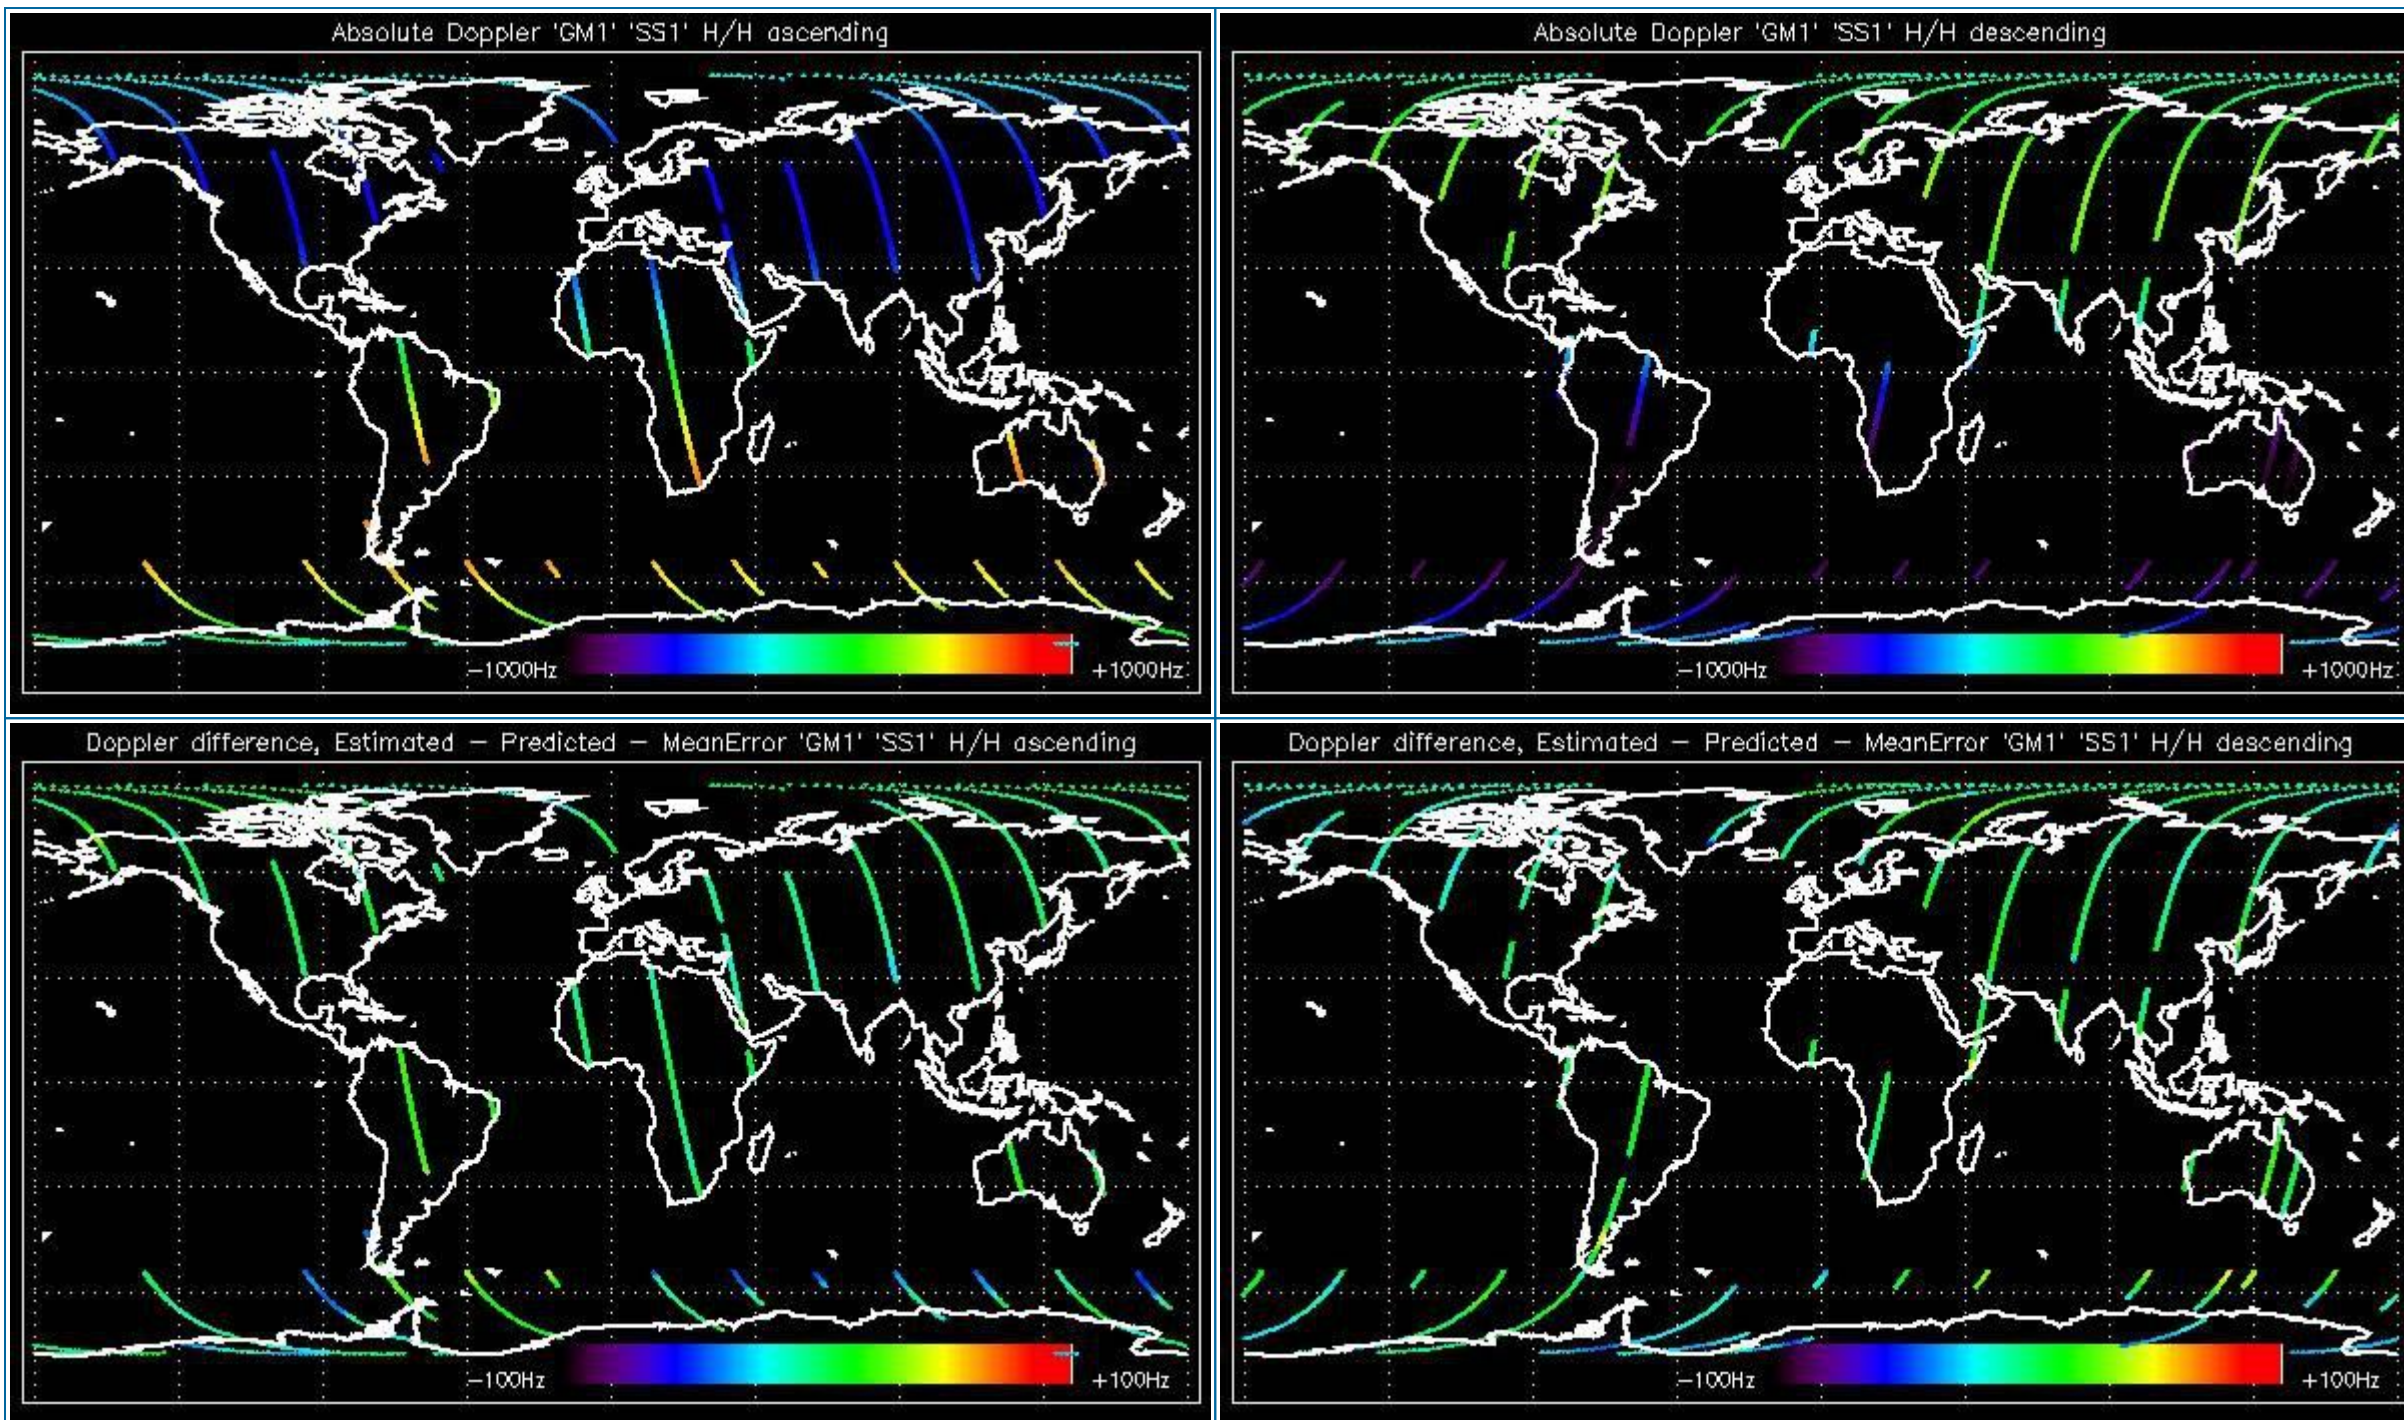 Absolute Doppler 'GM1' 'SS1' H/H ascending
-1000Hz
+1000Hz
Absolute Doppler 'GM1' 'SS1' H/H descending
-1000Hz
+1000Hz
Doppler difference, Estimated - Predicted - MeanError 'GM1' 'SS1' H/H ascending
-100Hz
+100Hz
Doppler difference, Estimated - Predicted - MeanError 'GM1' 'SS1' H/H descending
-100Hz
+100Hz